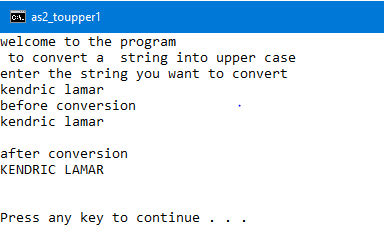 as2_toupper1
welcome to the program
 to convert a  string into upper case
enter the string you want to convert
kendric lamar
before conversion
kendric lamar

after conversion
KENDRIC LAMAR

Press any key to continue . . .